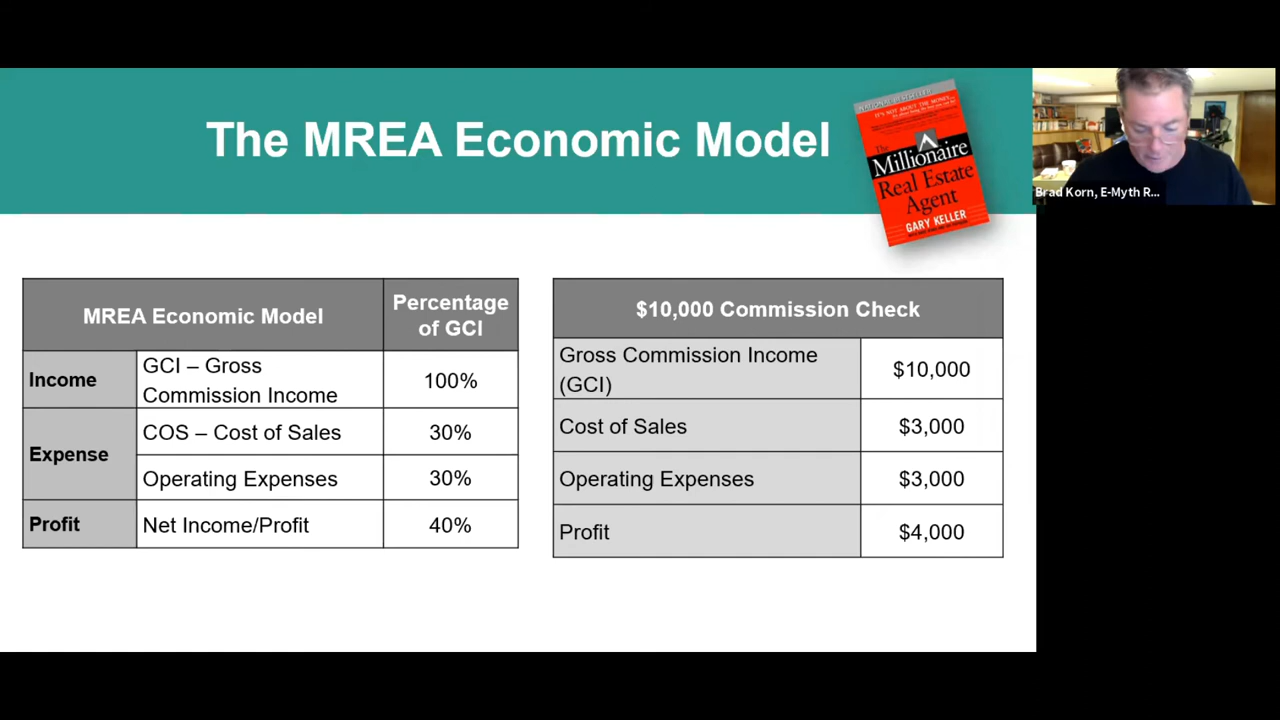 The MREA Economic Model
NATIONAL BESTSELLER
IT'S NOT ABOUT THE MONEY...
The
Millionaire
Real Estate
Agent
GARY KELLER
Brad Korn, E-Myth R...
MREA Economic Model
Percentage
of GCI
Income
GCI – Gross
Commission Income
100%
Expense
COS – Cost of Sales
30%
Operating Expenses
30%
Profit
Net Income/Profit
40%
$10,000 Commission Check
Gross Commission Income
(GCI)
$10,000
Cost of Sales
$3,000
Operating Expenses
$3,000
Profit
$4,000